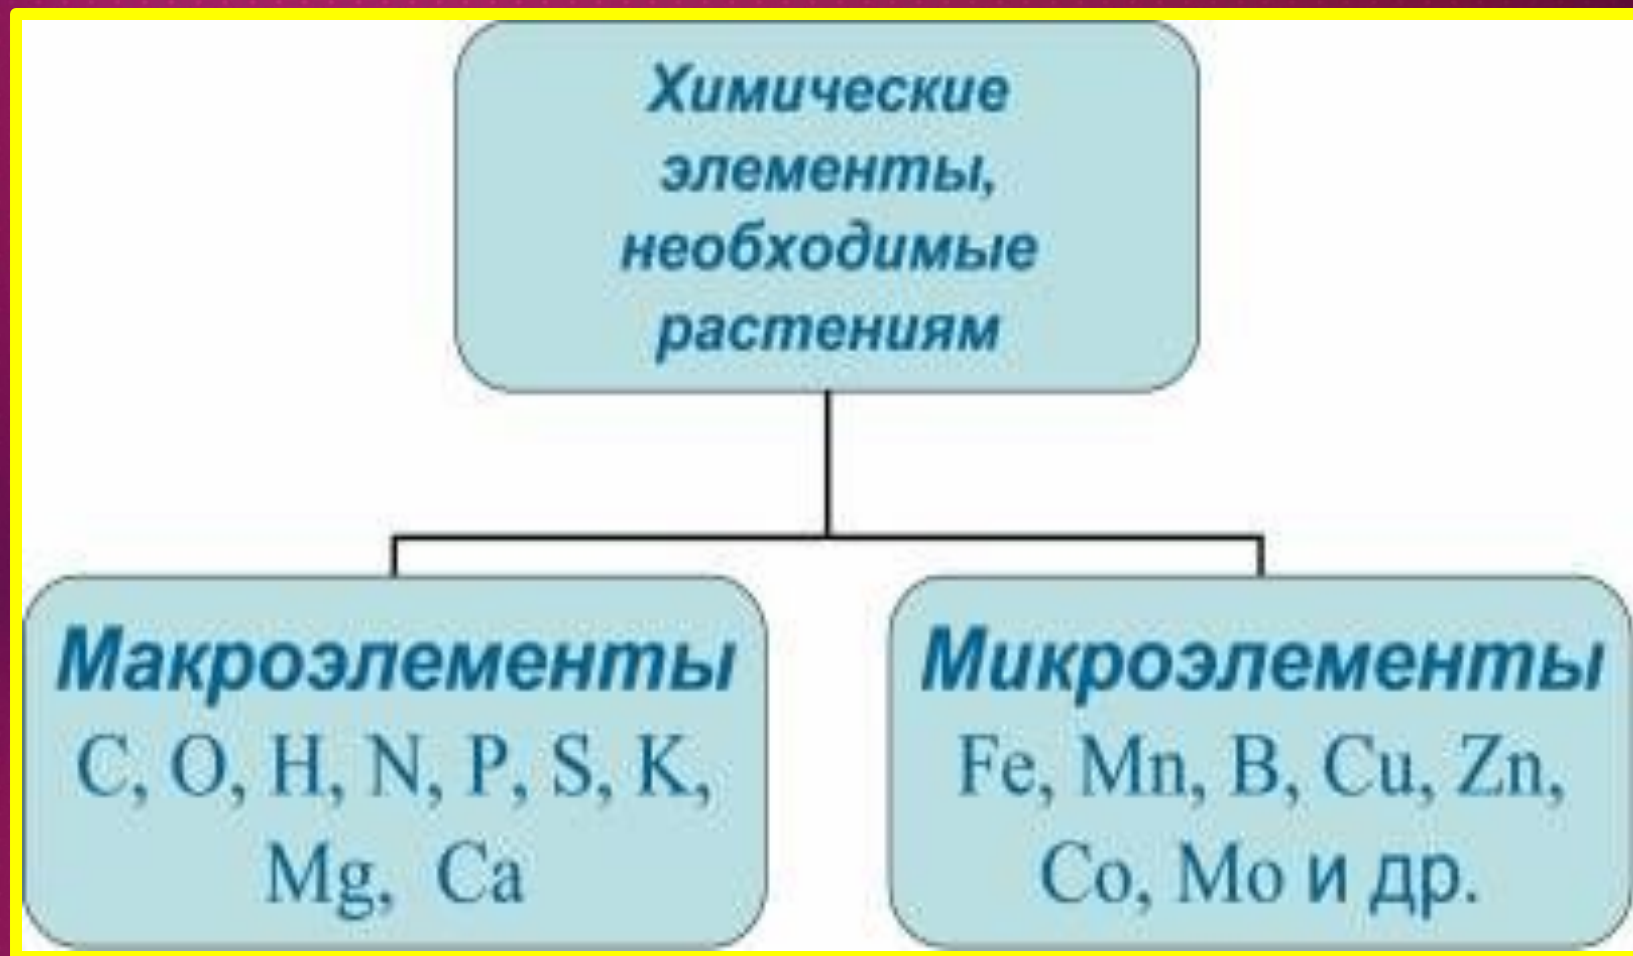 Химические
элементы,
необходимые
растениям
Макроэлементы
C, O, H, N, P, S, K,
Mg, Ca
Микроэлементы
Fe, Mn, B, Cu, Zn,
Co, Mo и др.